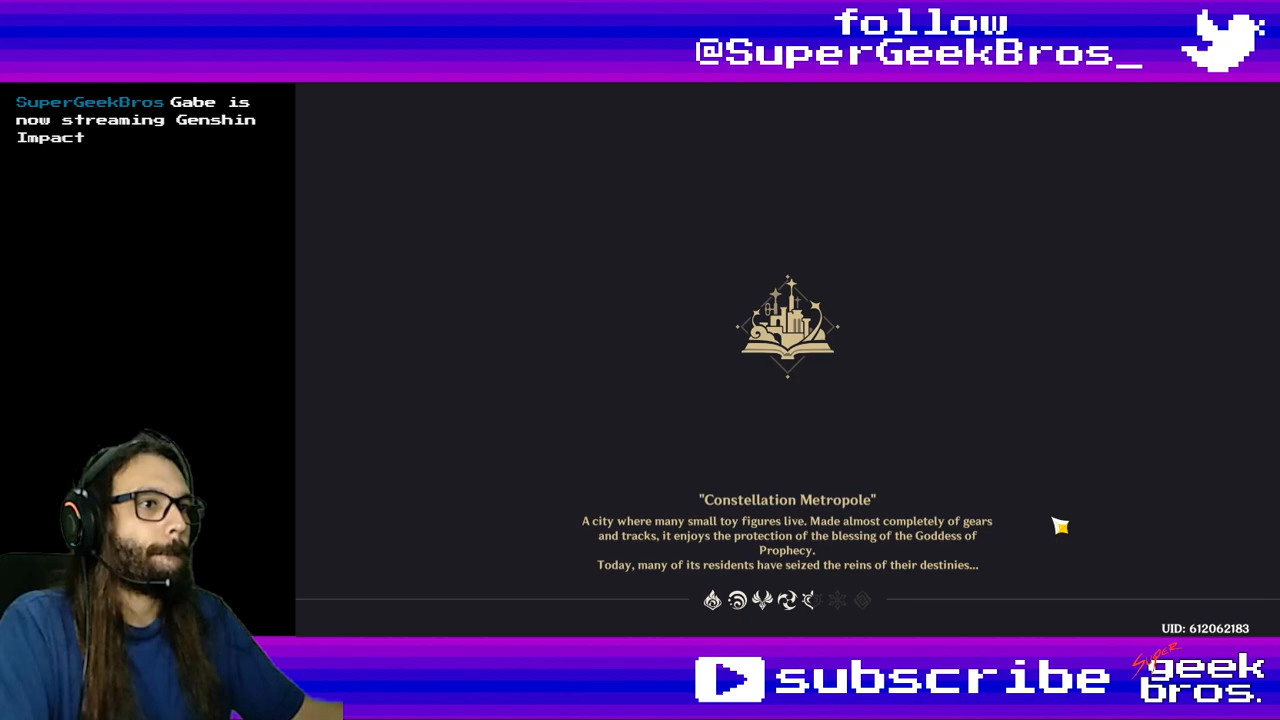 follow
@SuperGeekBros_
SuperGeekBros Gabe is
now streaming Genshin
Impact
"Constellation Metropole"
A city where many small toy figures live. Made almost completely of gears
and tracks, it enjoys the protection of the blessing of the Goddess of
Prophecy.
Today, many of its residents have seized the reins of their destinies...
UID: 612062183
subscribe
SUPER
geek
bros.